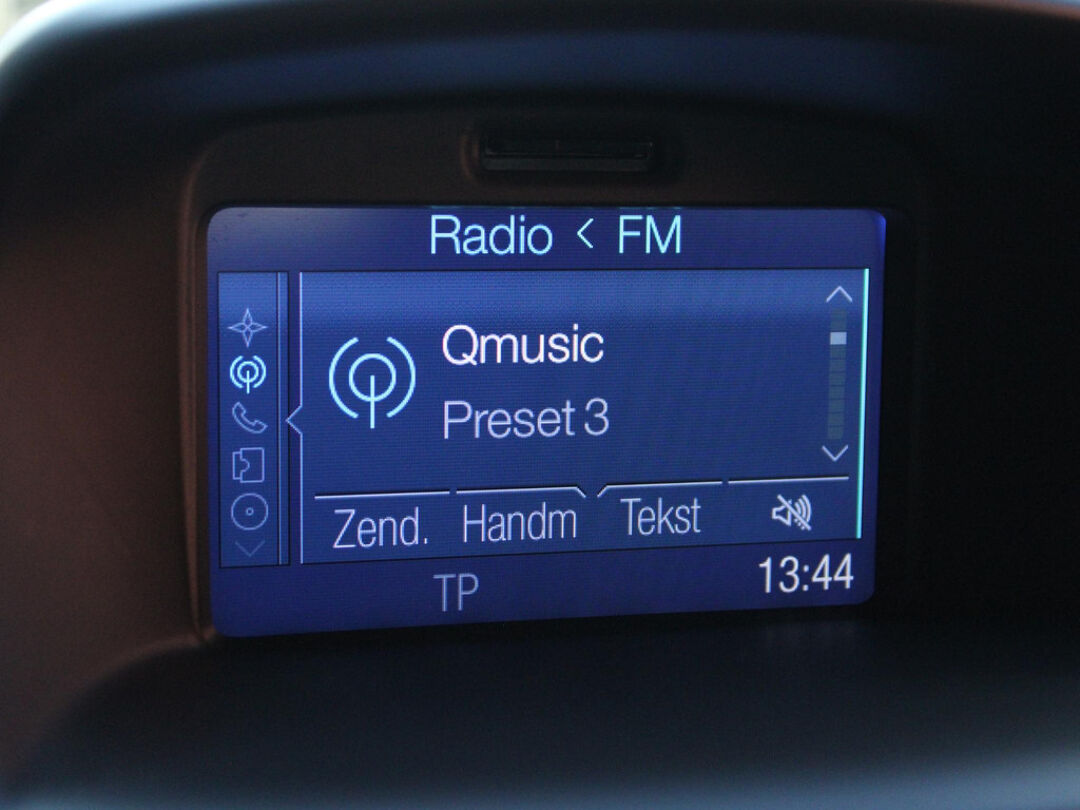 Radio < FM
Qmusic
Preset 3
Zend. Handm Tekst
TP 13:44